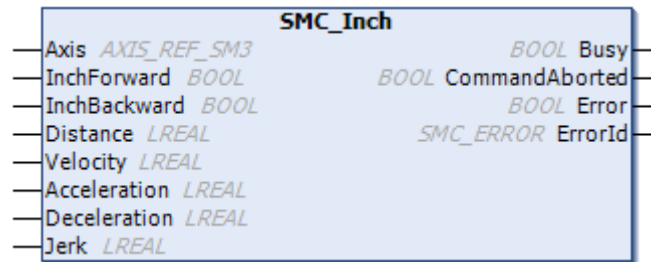 SMC_Inch
Axis AXIS_REF_SM3 BOOL Busy
InchForward BOOL BOOL CommandAborted
InchBackward BOOL BOOL Error
Distance LREAL SMC_ERROR ErrorId
Velocity LREAL
Acceleration LREAL
Deceleration LREAL
Jerk LREAL